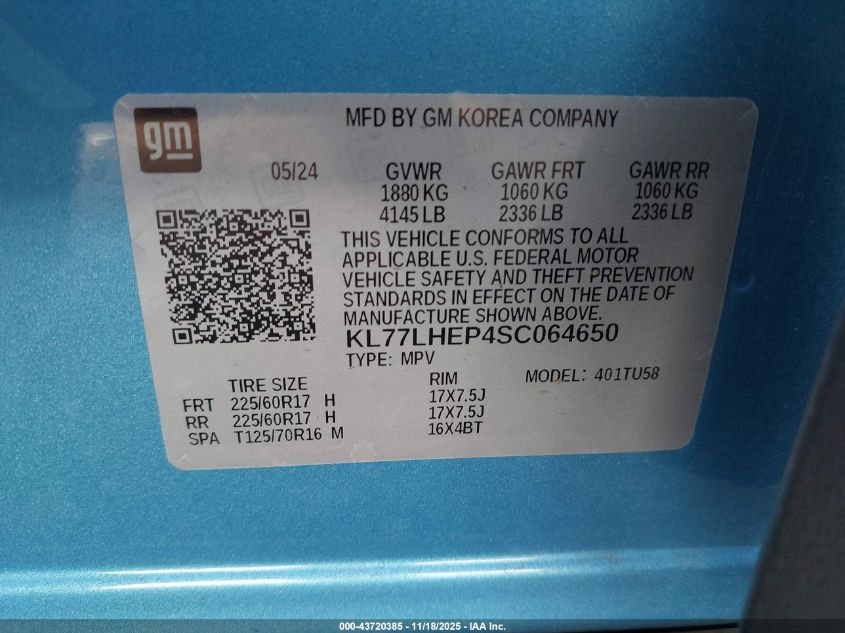 gm
MFD BY GM KOREA COMPANY
05/24 GVWR GAWR FRT GAWR RR
1880 KG 1060 KG 1060 KG
4145 LB 2336 LB 2336 LB
THIS VEHICLE CONFORMS TO ALL
APPLICABLE U.S. FEDERAL MOTOR
VEHICLE SAFETY AND THEFT PREVENTION
STANDARDS IN EFFECT ON THE DATE OF
MANUFACTURE SHOWN ABOVE.
KL77LHEP4SC064650
TYPE: MPV
TIRE SIZE RIM MODEL: 401TU58
FRT 225/60R17 H 17X7.5J
RR 225/60R17 H 17X7.5J
SPA T125/70R16 M 16X4BT
000-43720385 - 11/18/2025 - IAA Inc.